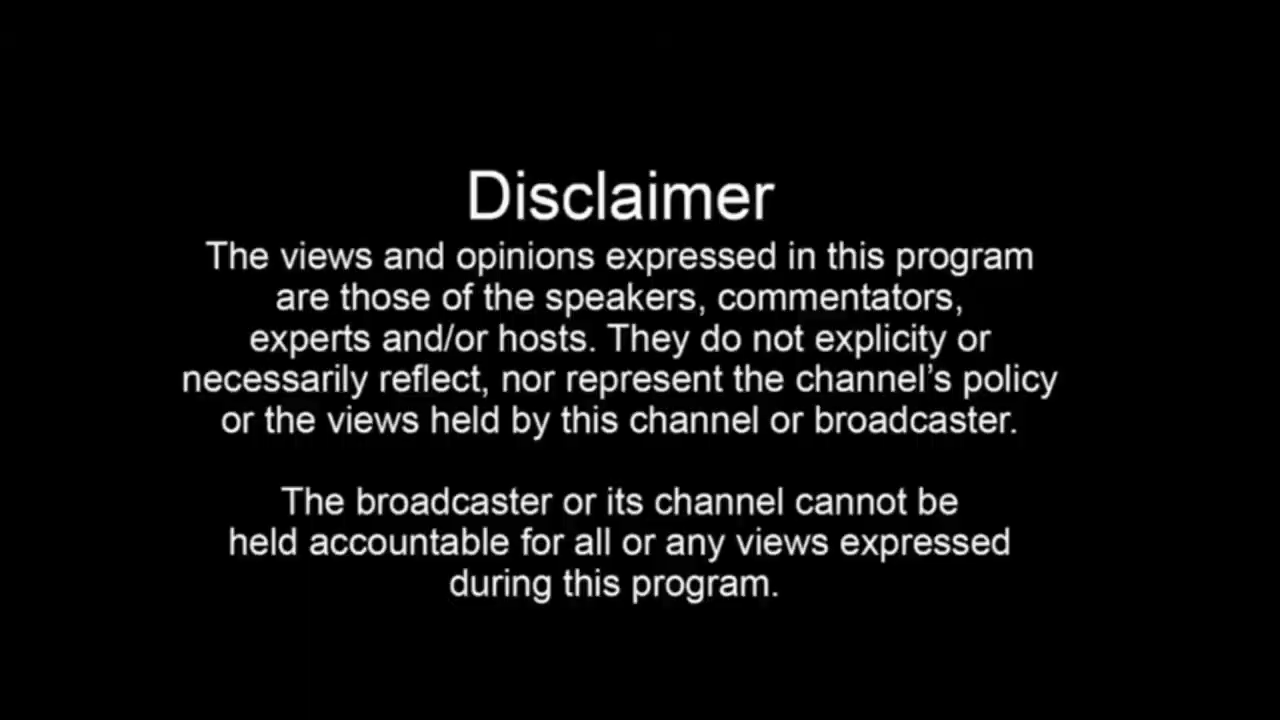 Disclaimer
The views and opinions expressed in this program
are those of the speakers, commentators,
experts and/or hosts. They do not explicity or
necessarily reflect, nor represent the channel’s policy
or the views held by this channel or broadcaster.
The broadcaster or its channel cannot be
held accountable for all or any views expressed
during this program.